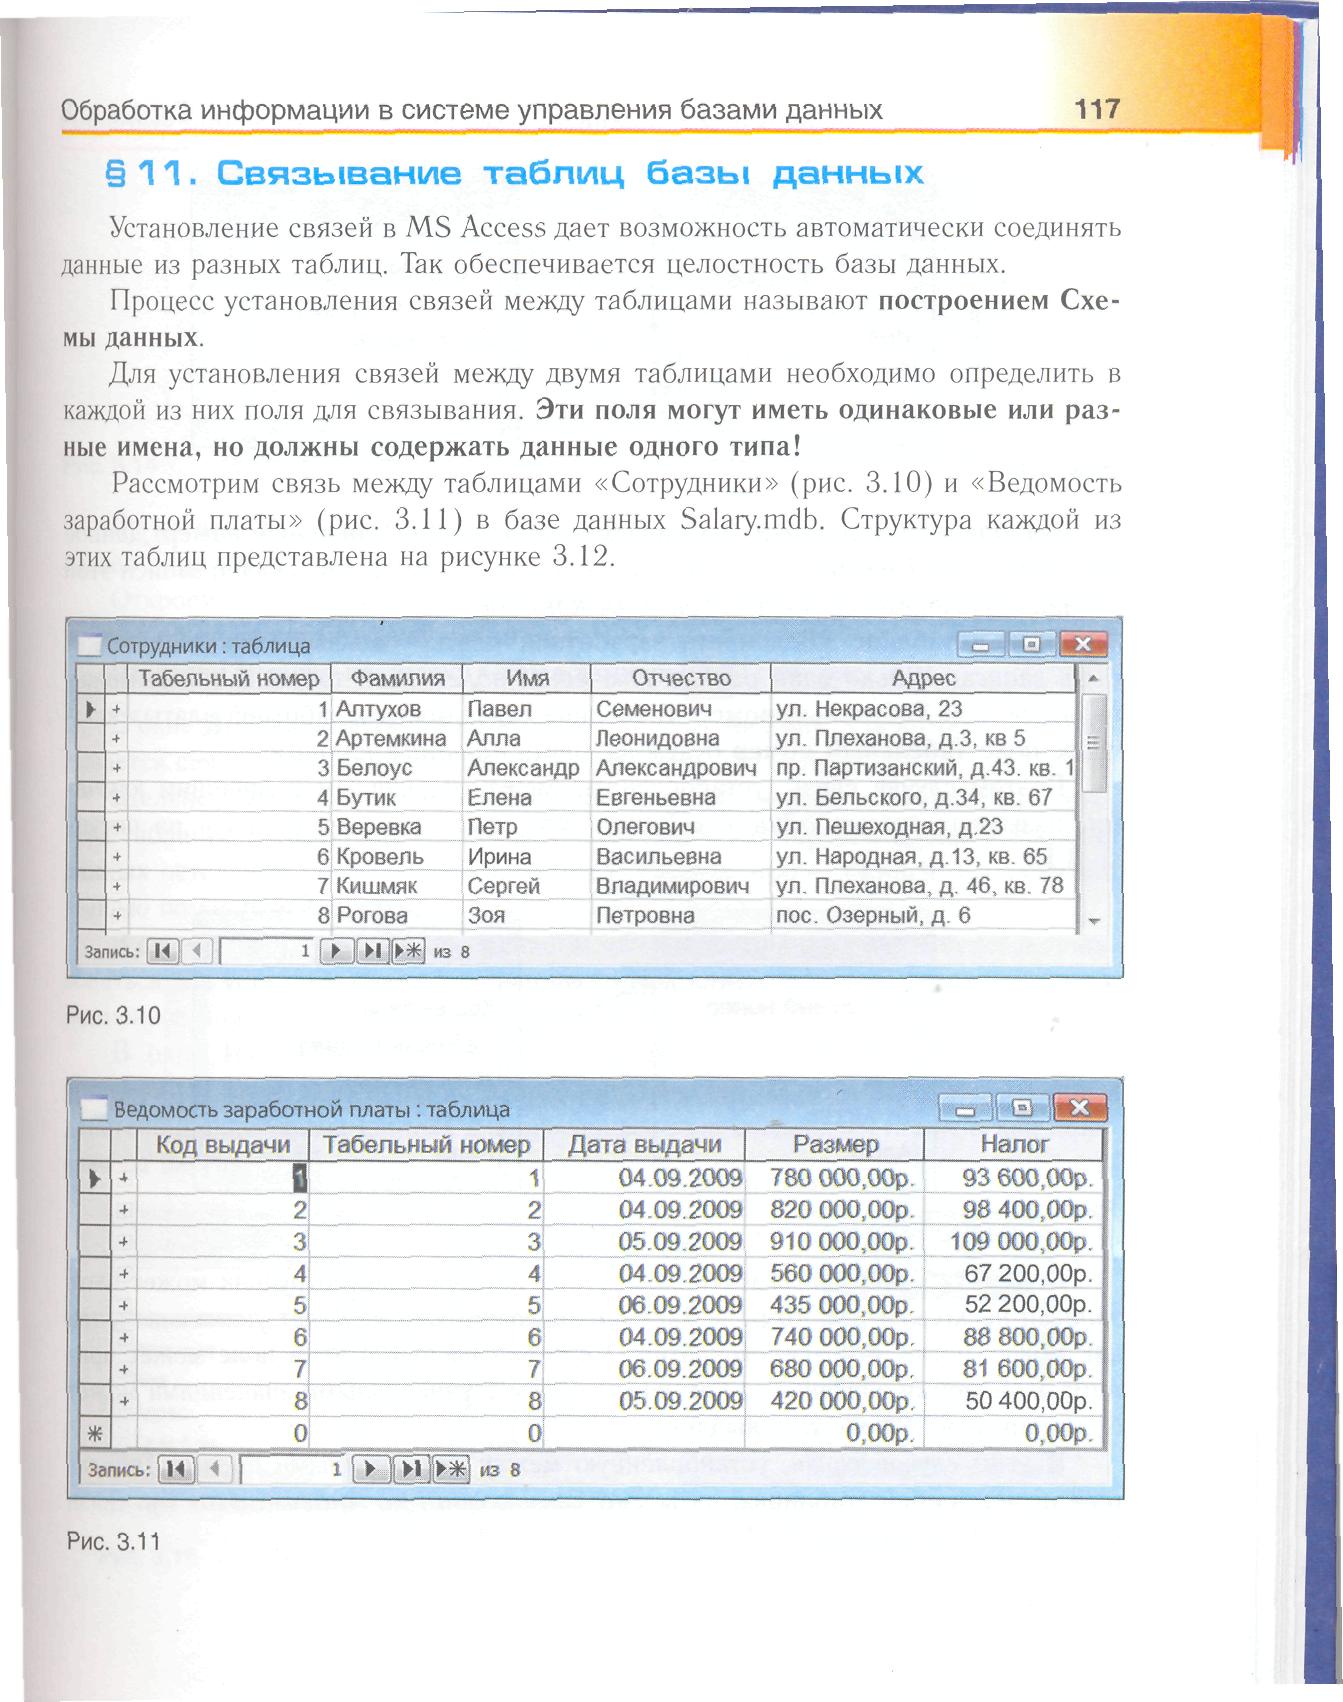 Обработка информации в системе управления базами данных 117
§ 11. Связывание таблиц базы данных
Установление связей в MS Access дает возможность автоматически соединять
данные из разных таблиц. Так обеспечивается целостность базы данных.
Процесс установления связей между таблицами называют построением Схе-
мы данных.
Для установления связей между двумя таблицами необходимо определить в
каждой из них поля для связывания. Эти поля могут иметь одинаковые или раз-
ные имена, но должны содержать данные одного типа!
Рассмотрим связь между таблицами «Сотрудники» (рис. 3.10) и «Ведомость
заработной платы» (рис. 3.11) в базе данных Salary.mdb. Структура каждой из
этих таблиц представлена на рисунке 3.12.
Сотрудники : таблица
Табельный номер Фамилия Имя Отчество Адрес
+ 1 Алтухов Павел Семенович ул. Некрасова, 23
+ 2 Артемкина Алла Леонидовна ул. Плеханова, д.3, кв 5
+ 3 Белоус Александр Александрович пр. Партизанский, д.43. кв. 1
+ 4 Бутик Елена Евгеньевна ул. Бельского, д.34, кв. 67
+ 5 Веревка Петр Олегович ул. Пешеходная, д.23
+ 6 Кровель Ирина Васильевна ул. Народная, д.13, кв. 65
+ 7 Кишмяк Сергей Владимирович ул. Плеханова, д. 46, кв. 78
+ 8 Рогова Зоя Петровна пос. Озерный, д. 6
Запись: 1 из 8
Рис. 3.10
Ведомость заработной платы : таблица
Код выдачи Табельный номер Дата выдачи Размер Налог
+ 1 1 04.09.2009 780 000,00р. 93 600,00р.
+ 2 2 04.09.2009 820 000,00р. 98 400,00р.
+ 3 3 05.09.2009 910 000,00р. 109 000,00р.
+ 4 4 04.09.2009 560 000,00р. 67 200,00р.
+ 5 5 06.09.2009 435 000,00р. 52 200,00р.
+ 6 6 04.09.2009 740 000,00р. 88 800,00р.
+ 7 7 06.09.2009 680 000,00р. 81 600,00р.
+ 8 8 05.09.2009 420 000,00р. 50 400,00р.
* 0 0 0,00р. 0,00р.
Запись: 1 из 8
Рис. 3.11